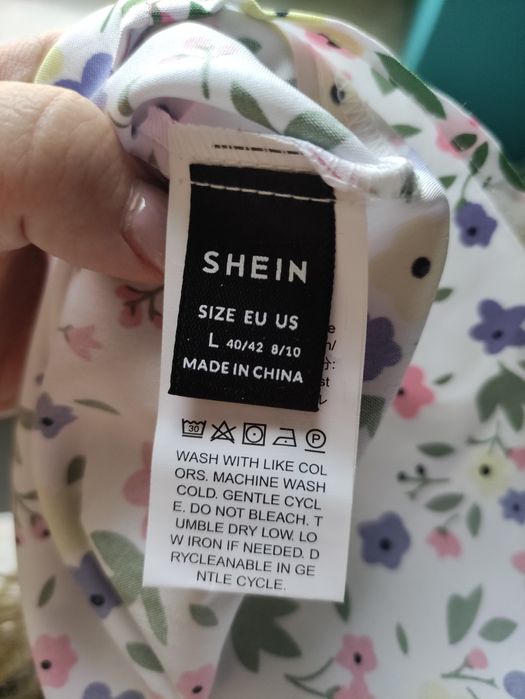 SHEIN
SIZE EU US
L 40/42 8/10
MADE IN CHINA
30
P
WASH WITH LIKE COL
ORS. MACHINE WASH
COLD. GENTLE CYCL
E. DO NOT BLEACH. T
UMBLE DRY LOW. LO
W IRON IF NEEDED. D
RYCLEANABLE IN GE
NTLE CYCLE.